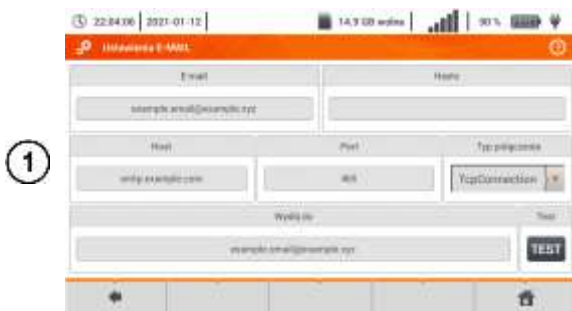 22:04:06 2021-01-12 14.9 GB wolne 90%
Ustawienia E-MAIL
E-mail Hasło
example.email@example.xyz
1
Host Port Typ połączenia
smtp.example.com 465 TcpConnection
Wyślij do Test
example.email@example.xyz TEST